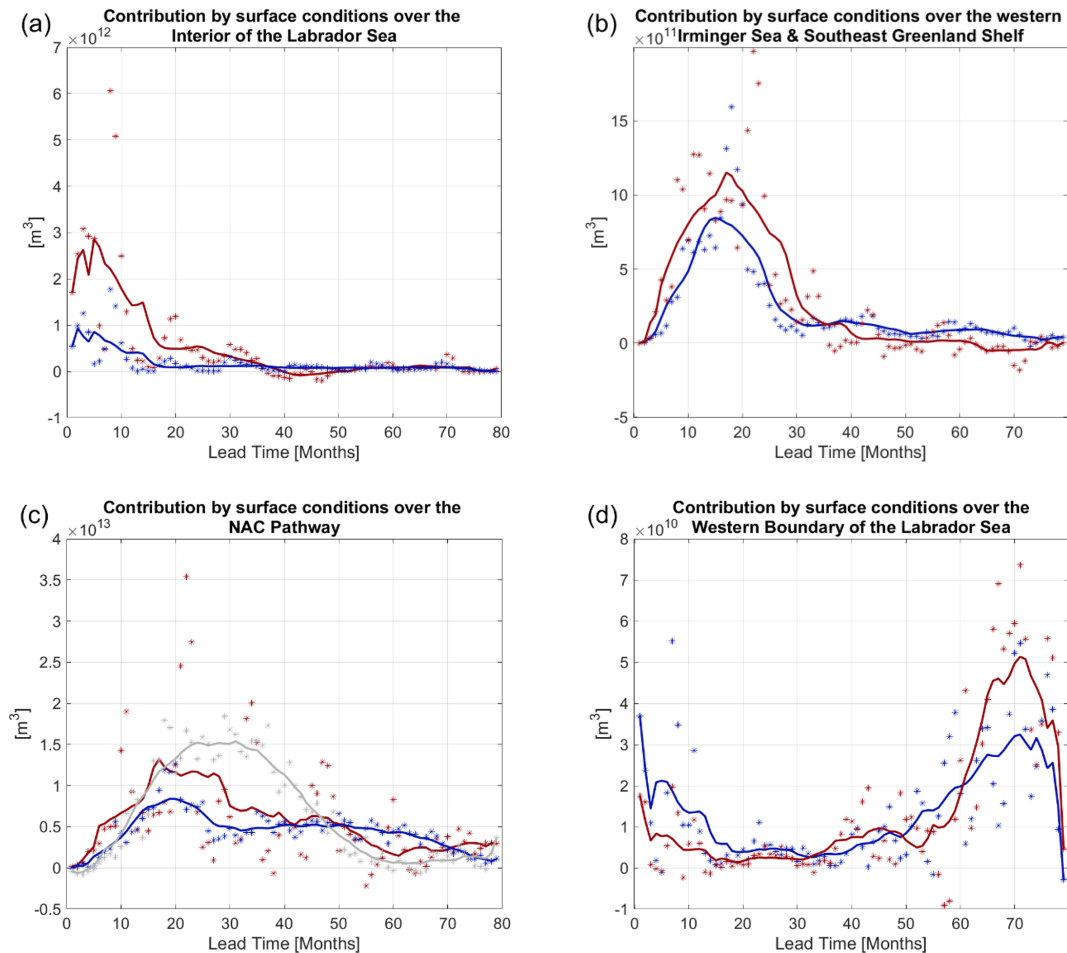 (a)
Contribution by surface conditions over the
Interior of the Labrador Sea
×10^12
7
6
5
4
3
2
1
0
-1
[m^3]
0 10 20 30 40 50 60 70 80
Lead Time [Months]
(b)
Contribution by surface conditions over the western
Irminger Sea & Southeast Greenland Shelf
×10^11
15
10
5
0
-5
[m^3]
0 10 20 30 40 50 60 70
Lead Time [Months]
(c)
Contribution by surface conditions over the
NAC Pathway
×10^13
4
3.5
3
2.5
2
1.5
1
0.5
0
-0.5
[m^3]
0 10 20 30 40 50 60 70 80
Lead Time [Months]
(d)
Contribution by surface conditions over the
Western Boundary of the Labrador Sea
×10^10
8
7
6
5
4
3
2
1
0
-1
[m^3]
0 10 20 30 40 50 60 70
Lead Time [Months]